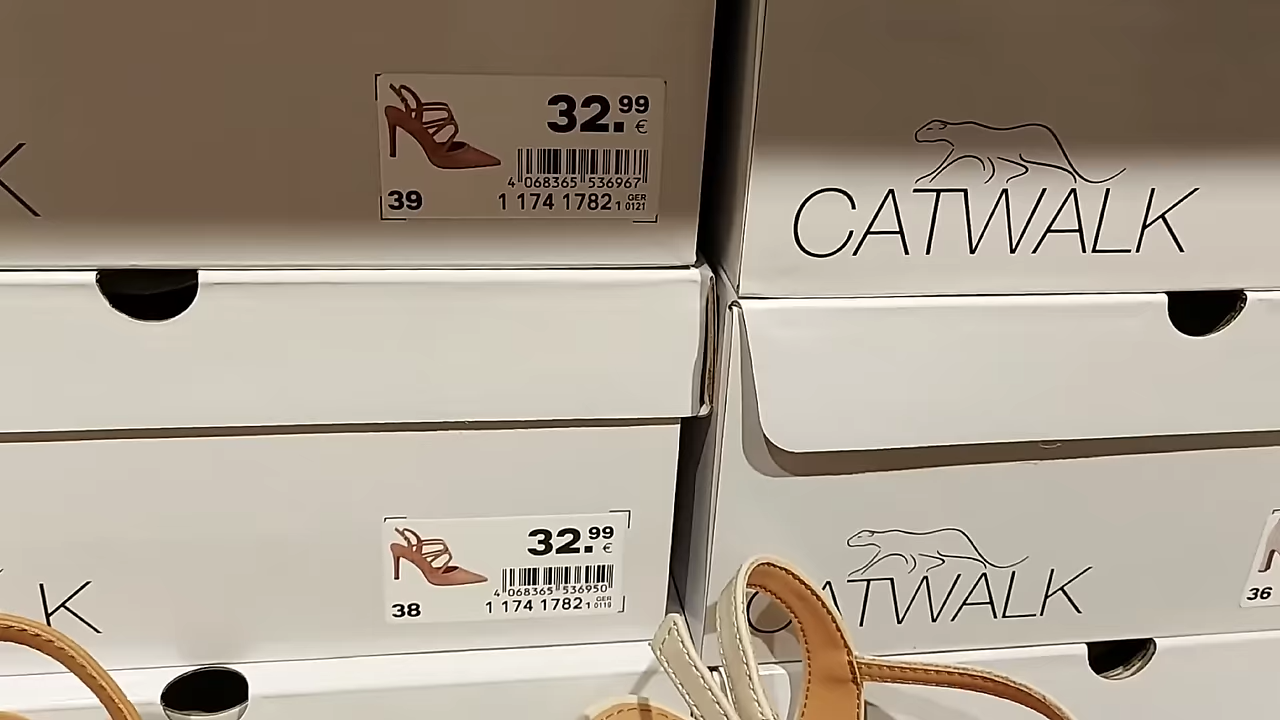 K
32.99 €
4 068365 536967
39
1 174 1782 1 GER 0121
CATWALK
K K
32.99 €
4 068365 536950
38
1 174 1782 1 GER 0118
CATWALK
36